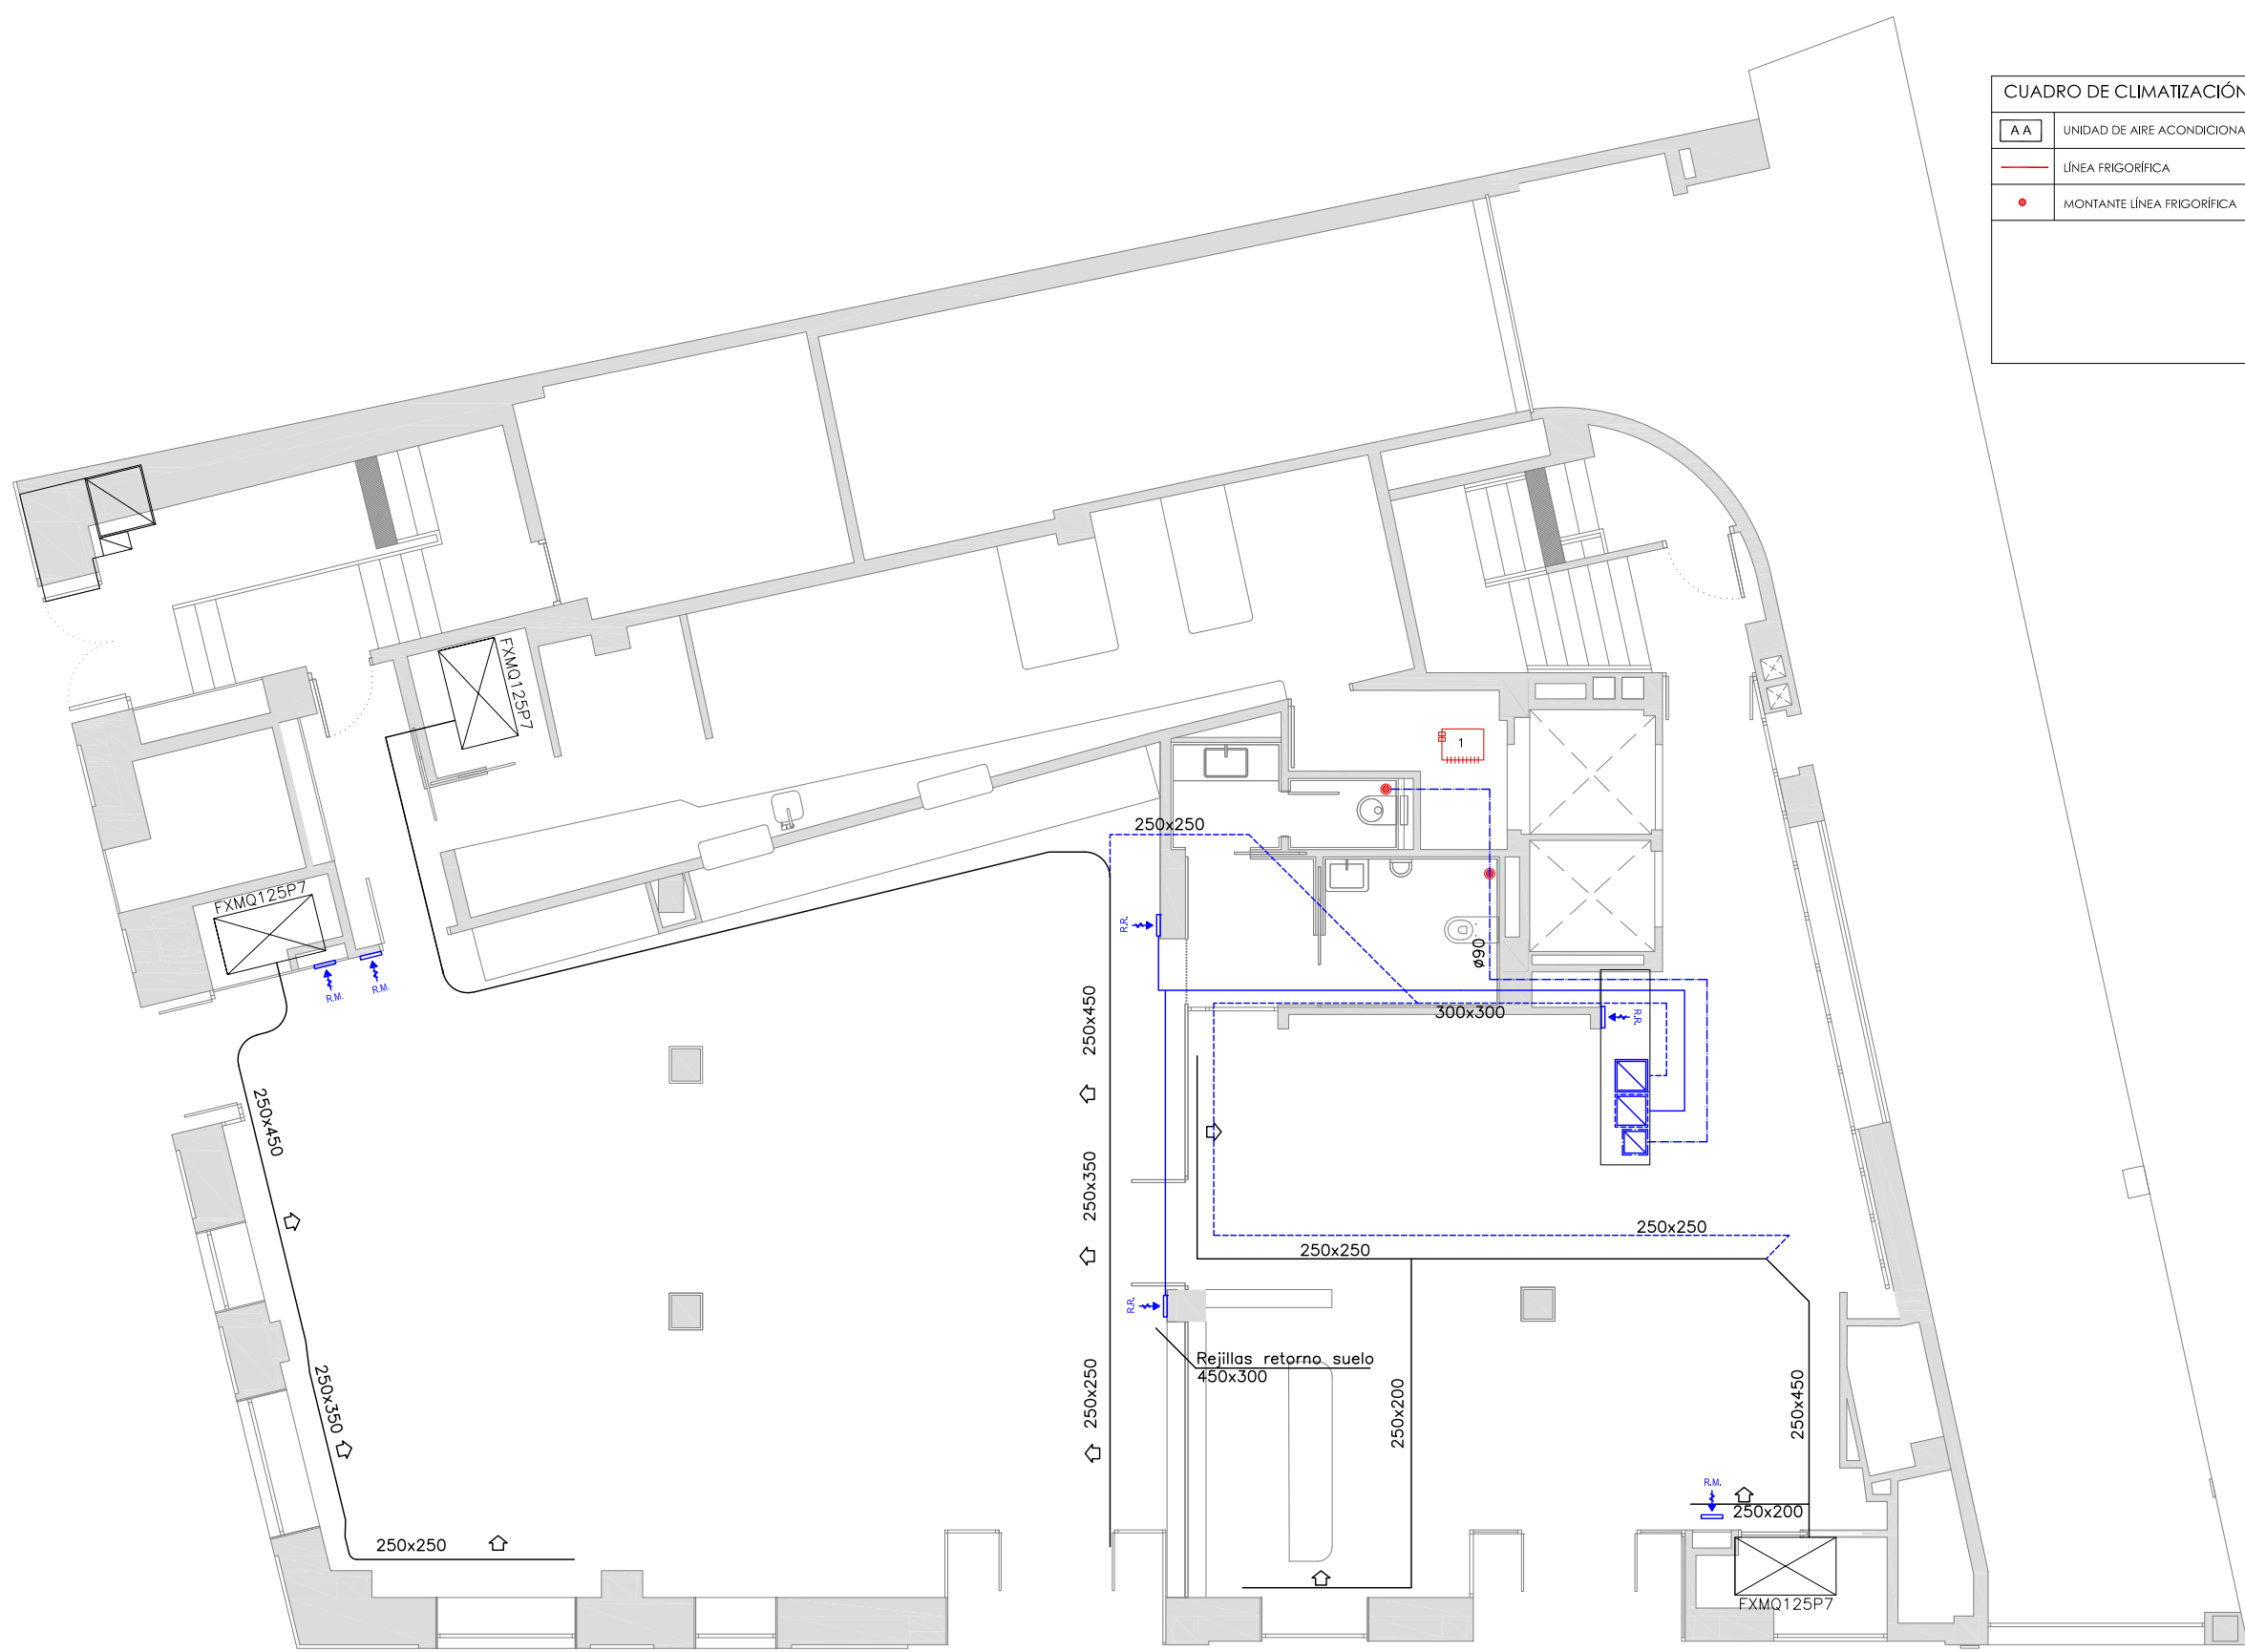 CUADRO DE CLIMATIZACIÓN
A A
UNIDAD DE AIRE ACONDICIONA
LÍNEA FRIGORÍFICA
MONTANTE LÍNEA FRIGORÍFICA
FXMQ125P7
1
250x250
FXMQ125P7
R.R.
R.M.
R.M.
ø90
250x450
300x300
R.R.
250x450
250x350
250x250
250x250
R.R.
Rejillas retorno suelo
450x300
250x350
250x250
250x200
250x450
R.M.
250x200
250x250
FXMQ125P7